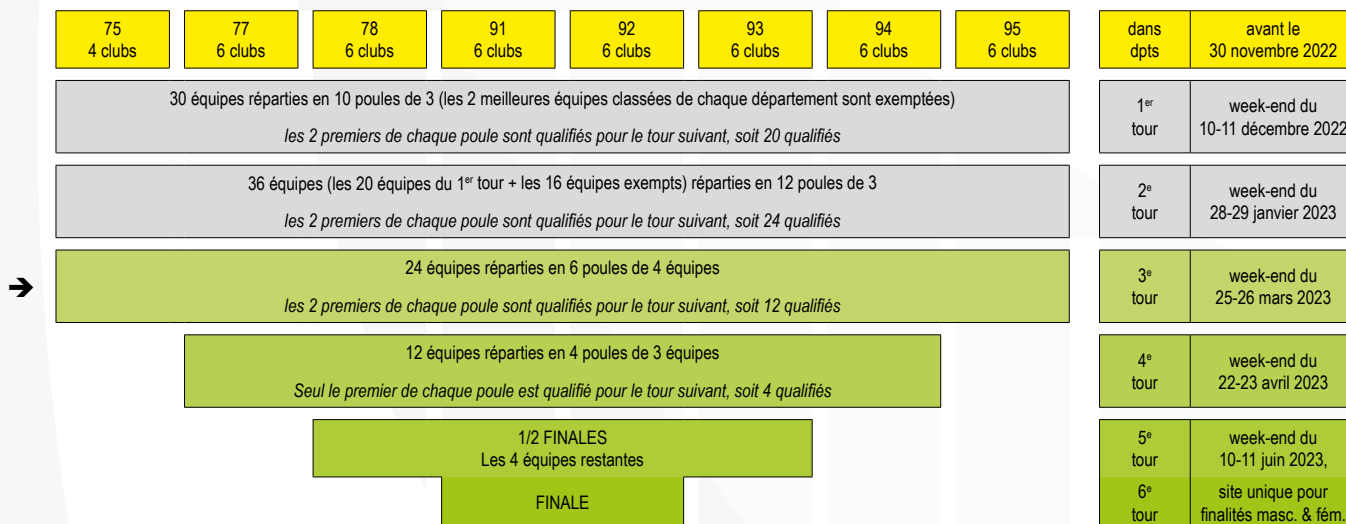 75
4 clubs
77
6 clubs
78
6 clubs
91
6 clubs
92
6 clubs
93
6 clubs
94
6 clubs
95
6 clubs
dans
dpts
avant le
30 novembre 2022
30 équipes réparties en 10 poules de 3 (les 2 meilleures équipes classées de chaque département sont exemptées)
les 2 premiers de chaque poule sont qualifiés pour le tour suivant, soit 20 qualifiés
1er
tour
week-end du
10-11 décembre 2022
36 équipes (les 20 équipes du 1er tour + les 16 équipes exempts) réparties en 12 poules de 3
les 2 premiers de chaque poule sont qualifiés pour le tour suivant, soit 24 qualifiés
2e
tour
week-end du
28-29 janvier 2023
➔
24 équipes réparties en 6 poules de 4 équipes
les 2 premiers de chaque poule sont qualifiés pour le tour suivant, soit 12 qualifiés
3e
tour
week-end du
25-26 mars 2023
12 équipes réparties en 4 poules de 3 équipes
Seul le premier de chaque poule est qualifié pour le tour suivant, soit 4 qualifiés
4e
tour
week-end du
22-23 avril 2023
1/2 FINALES
Les 4 équipes restantes
5e
tour
week-end du
10-11 juin 2023,
FINALE
6e
tour
site unique pour
finalités masc. & fém.